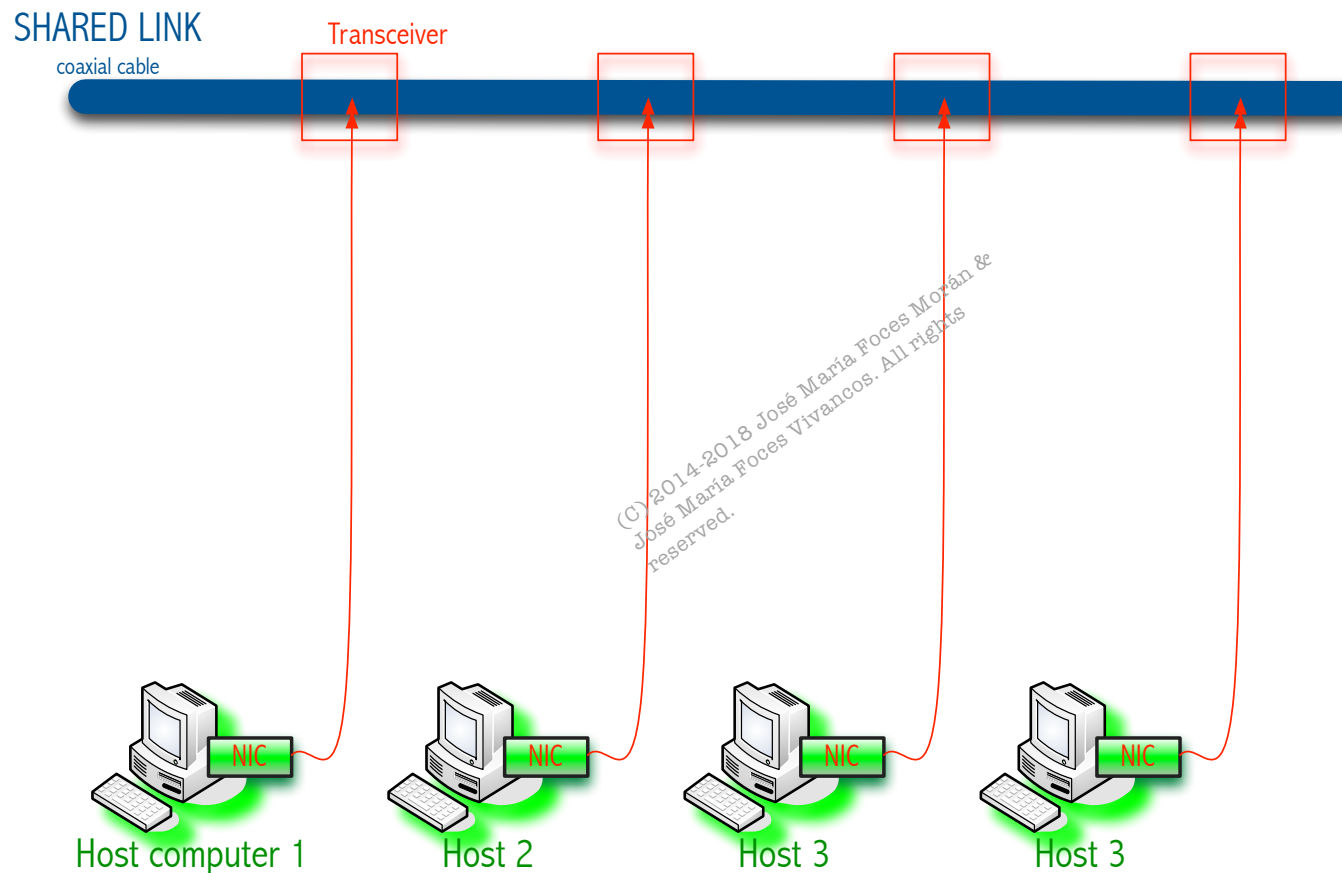 SHARED LINK
coaxial cable
Transceiver
(C) 2014-2018 José María Foces Morán &
José María Foces Vivancos. All rights
reserved.
NIC
NIC
NIC
NIC
Host computer 1
Host 2
Host 3
Host 3